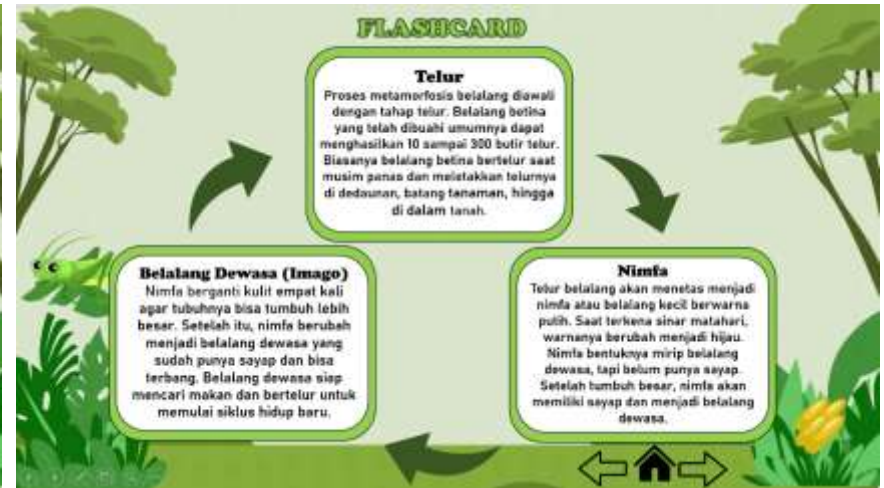 FLASHCARD
Telur
Proses metamorfosis belalang diawali
dengan tahap telur. Belalang betina
yang telah dibuahi umumnya dapat
menghasilkan 10 sampai 300 butir telur.
Biasanya belalang betina bertelur saat
musim panas dan meletakkan telurnya
di dedaunan, batang tanaman, hingga
di dalam tanah.
Nimfa
Telur belalang akan menetas menjadi
nimfa atau belalang kecil berwarna
putih. Saat terkena sinar matahari,
warnanya berubah menjadi hijau.
Nimfa bentuknya mirip belalang
dewasa, tapi belum punya sayap.
Setelah tumbuh besar, nimfa akan
memiliki sayap dan menjadi belalang
dewasa.
Belalang Dewasa (Imago)
Nimfa berganti kulit empat kali
agar tubuhnya bisa tumbuh lebih
besar. Setelah itu, nimfa berubah
menjadi belalang dewasa yang
sudah punya sayap dan bisa
terbang. Belalang dewasa siap
mencari makan dan bertelur untuk
memulai siklus hidup baru.